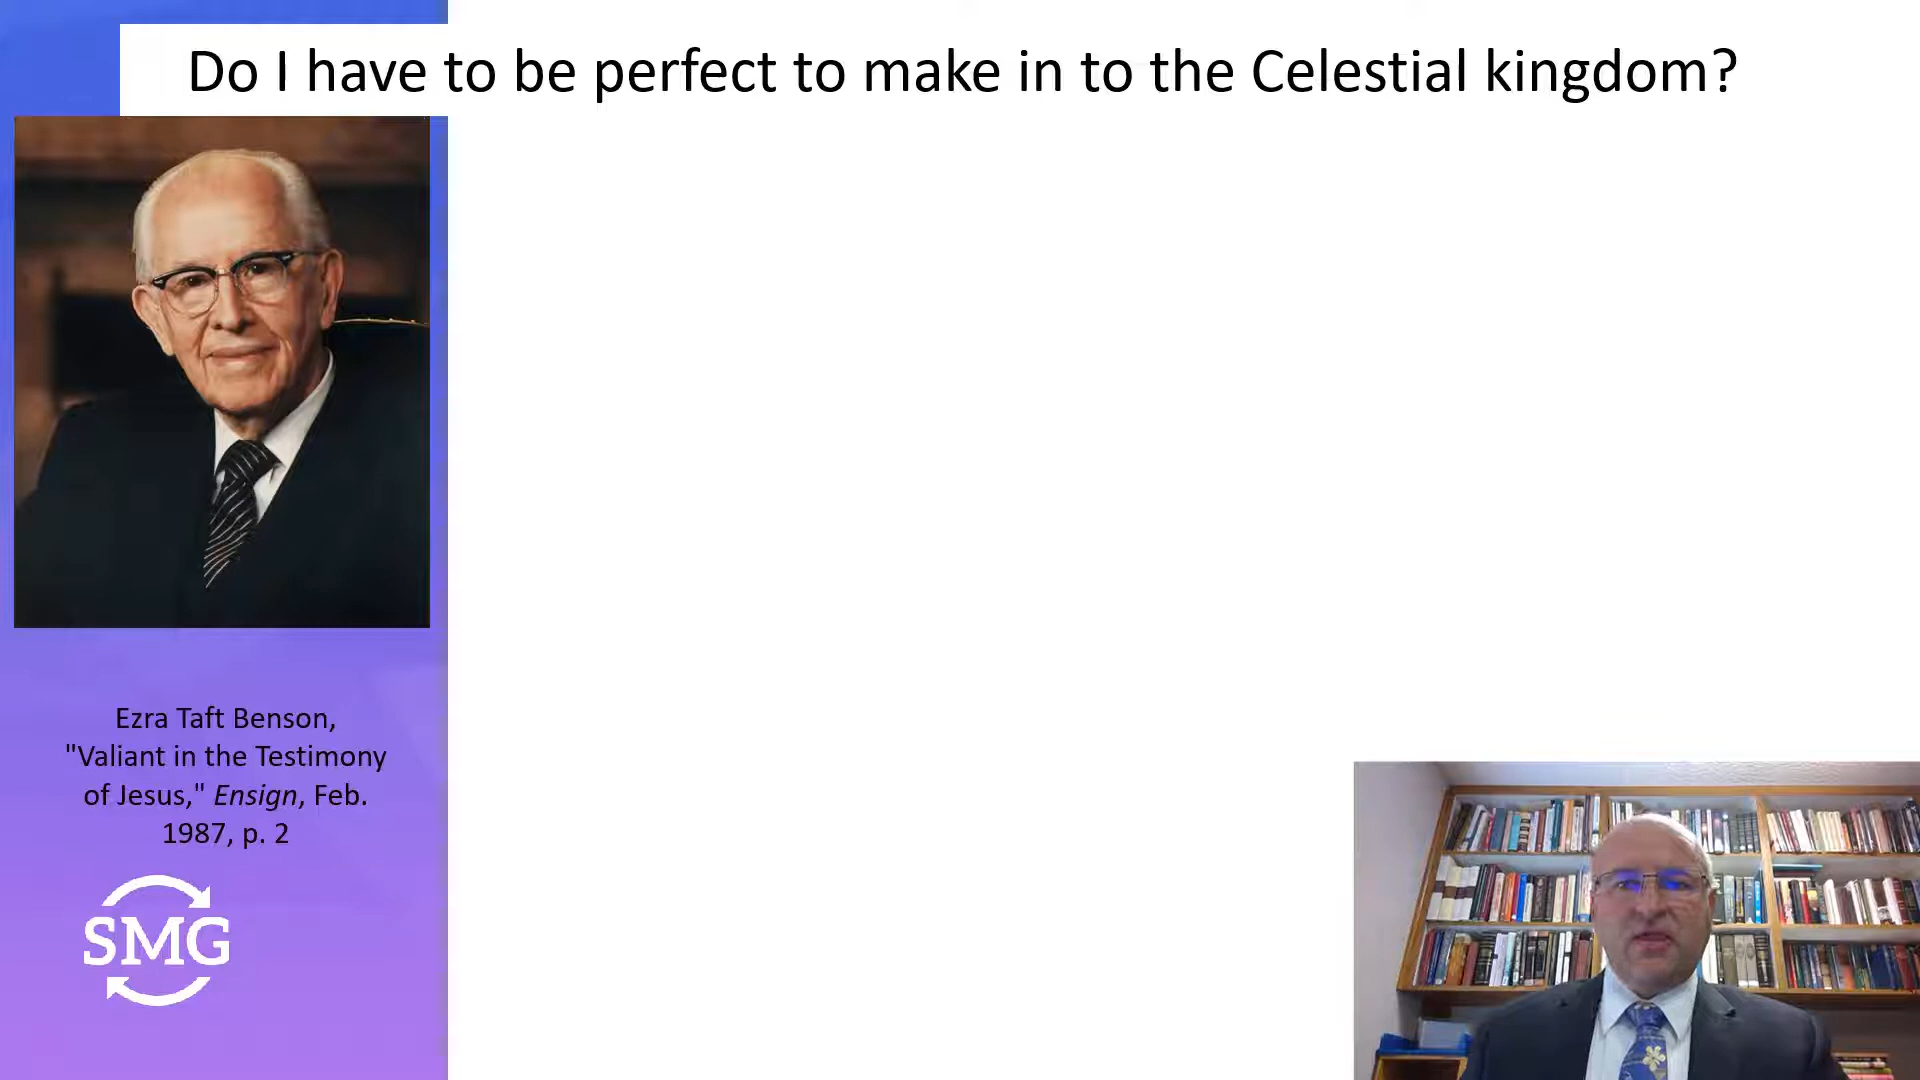 Do I have to be perfect to make in to the Celestial kingdom?
Ezra Taft Benson,
"Valiant in the Testimony
of Jesus," Ensign, Feb.
1987, p. 2
SMG